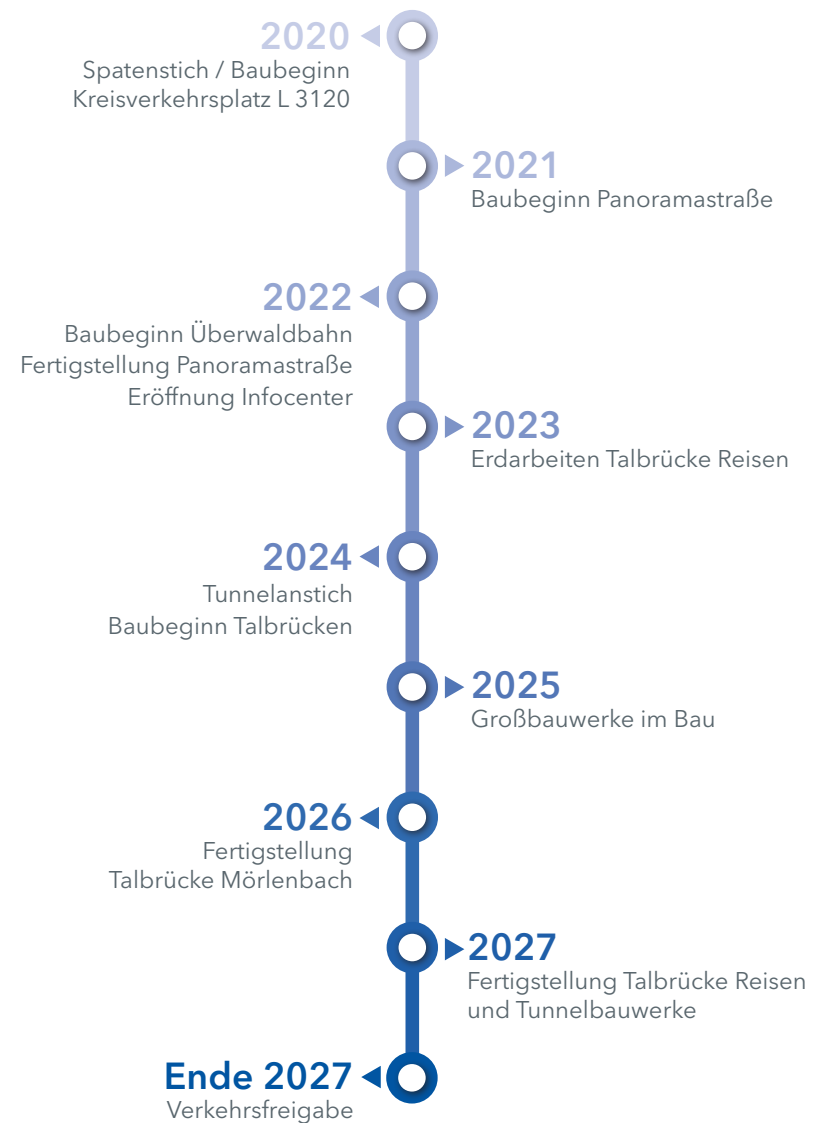 2020
Spatenstich / Baubeginn
Kreisverkehrsplatz L 3120
2021
Baubeginn Panoramastraße
2022
Baubeginn Überwaldbahn
Fertigstellung Panoramastraße
Eröffnung Infocenter
2023
Erdarbeiten Talbrücke Reisen
2024
Tunnelanstich
Baubeginn Talbrücken
2025
Großbauwerke im Bau
2026
Fertigstellung
Talbrücke Mörlenbach
2027
Fertigstellung Talbrücke Reisen
und Tunnelbauwerke
Ende 2027
Verkehrsfreigabe